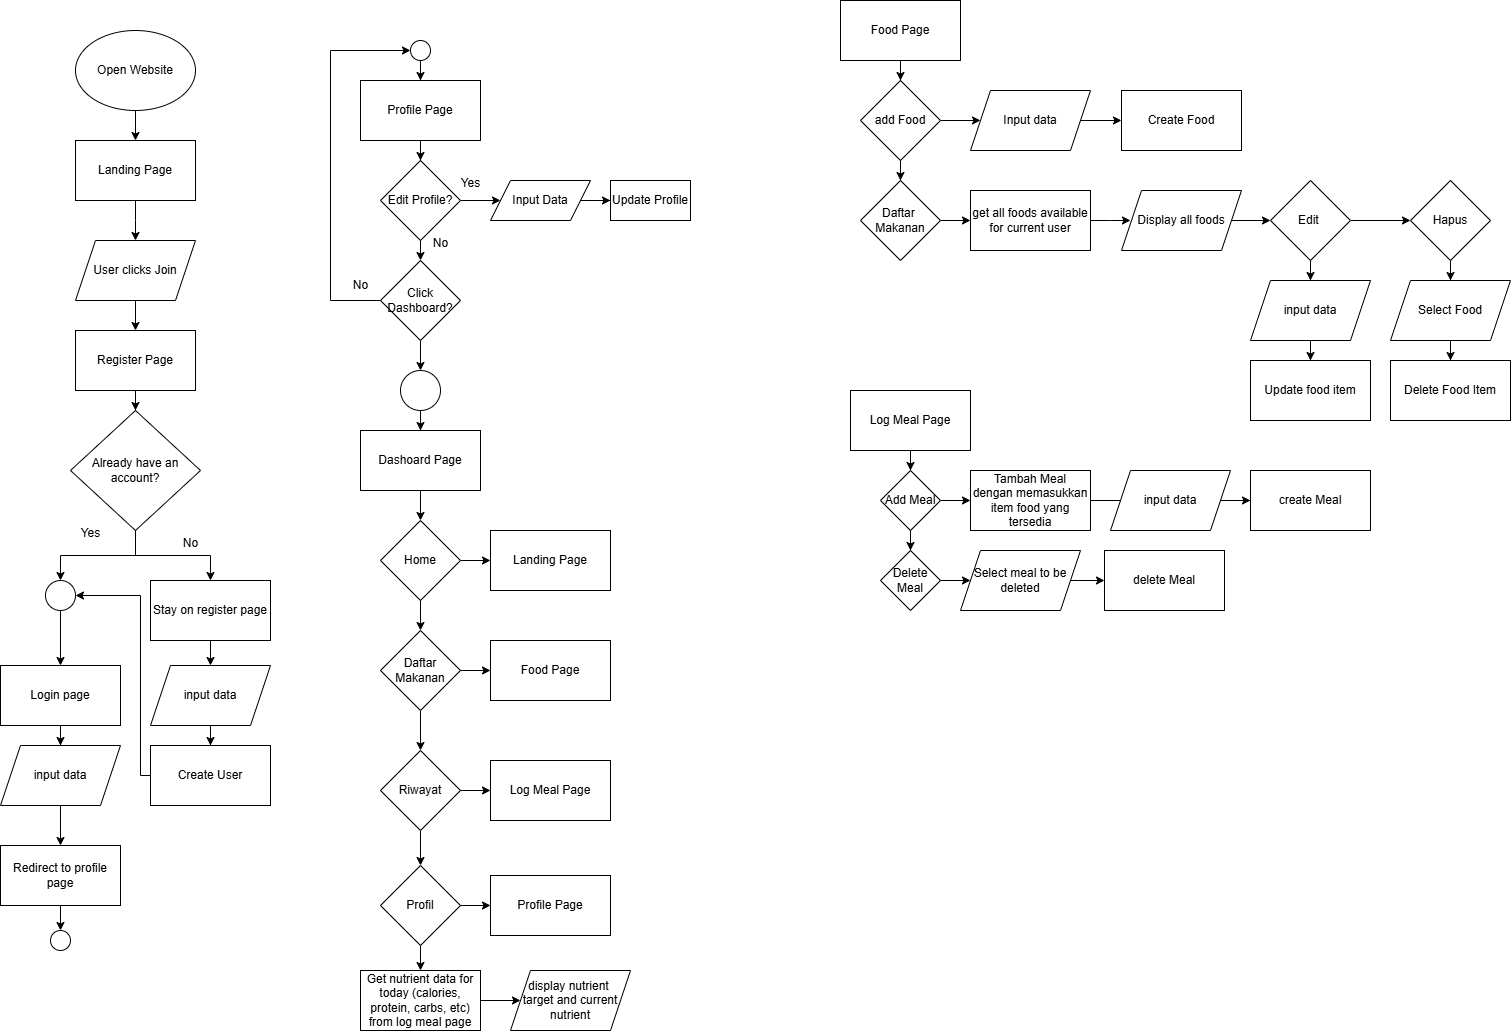 Open Website
Landing Page
User clicks Join
Register Page
Already have an
account?
Yes
No
Stay on register page
Login page
input data
input data
Create User
Redirect to profile
page
Profile Page
Edit Profile?
Yes
Input Data
Update Profile
No
Click
Dashboard?
No
Dashoard Page
Home
Landing Page
Daftar
Makanan
Food Page
Riwayat
Log Meal Page
Profil
Profile Page
Get nutrient data for
today (calories,
protein, carbs, etc)
from log meal page
display nutrient
target and current
nutrient
Food Page
add Food
Input data
Create Food
Daftar
Makanan
get all foods available
for current user
Display all foods
Edit
Hapus
input data
Select Food
Update food item
Delete Food Item
Log Meal Page
Add Meal
Tambah Meal
dengan memasukkan
item food yang
tersedia
input data
create Meal
Delete
Meal
Select meal to be
deleted
delete Meal